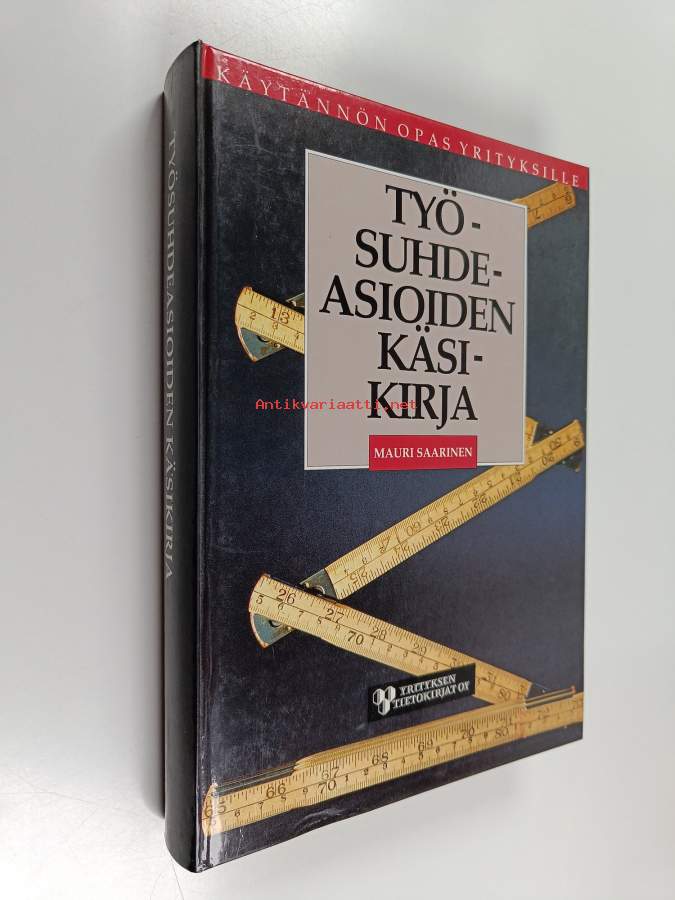 KÄYTÄNNÖN OPAS YRITYKSILLE
TYÖ-
SUHDE-
ASIOIDEN
KÄSI-
KIRJA
MAURI SAARINEN
Antikvariaatti.net
YRITYKSEN
TIETOKIRJAT OY
TYÖSUHDEASIOIDEN KÄSIKIRJA